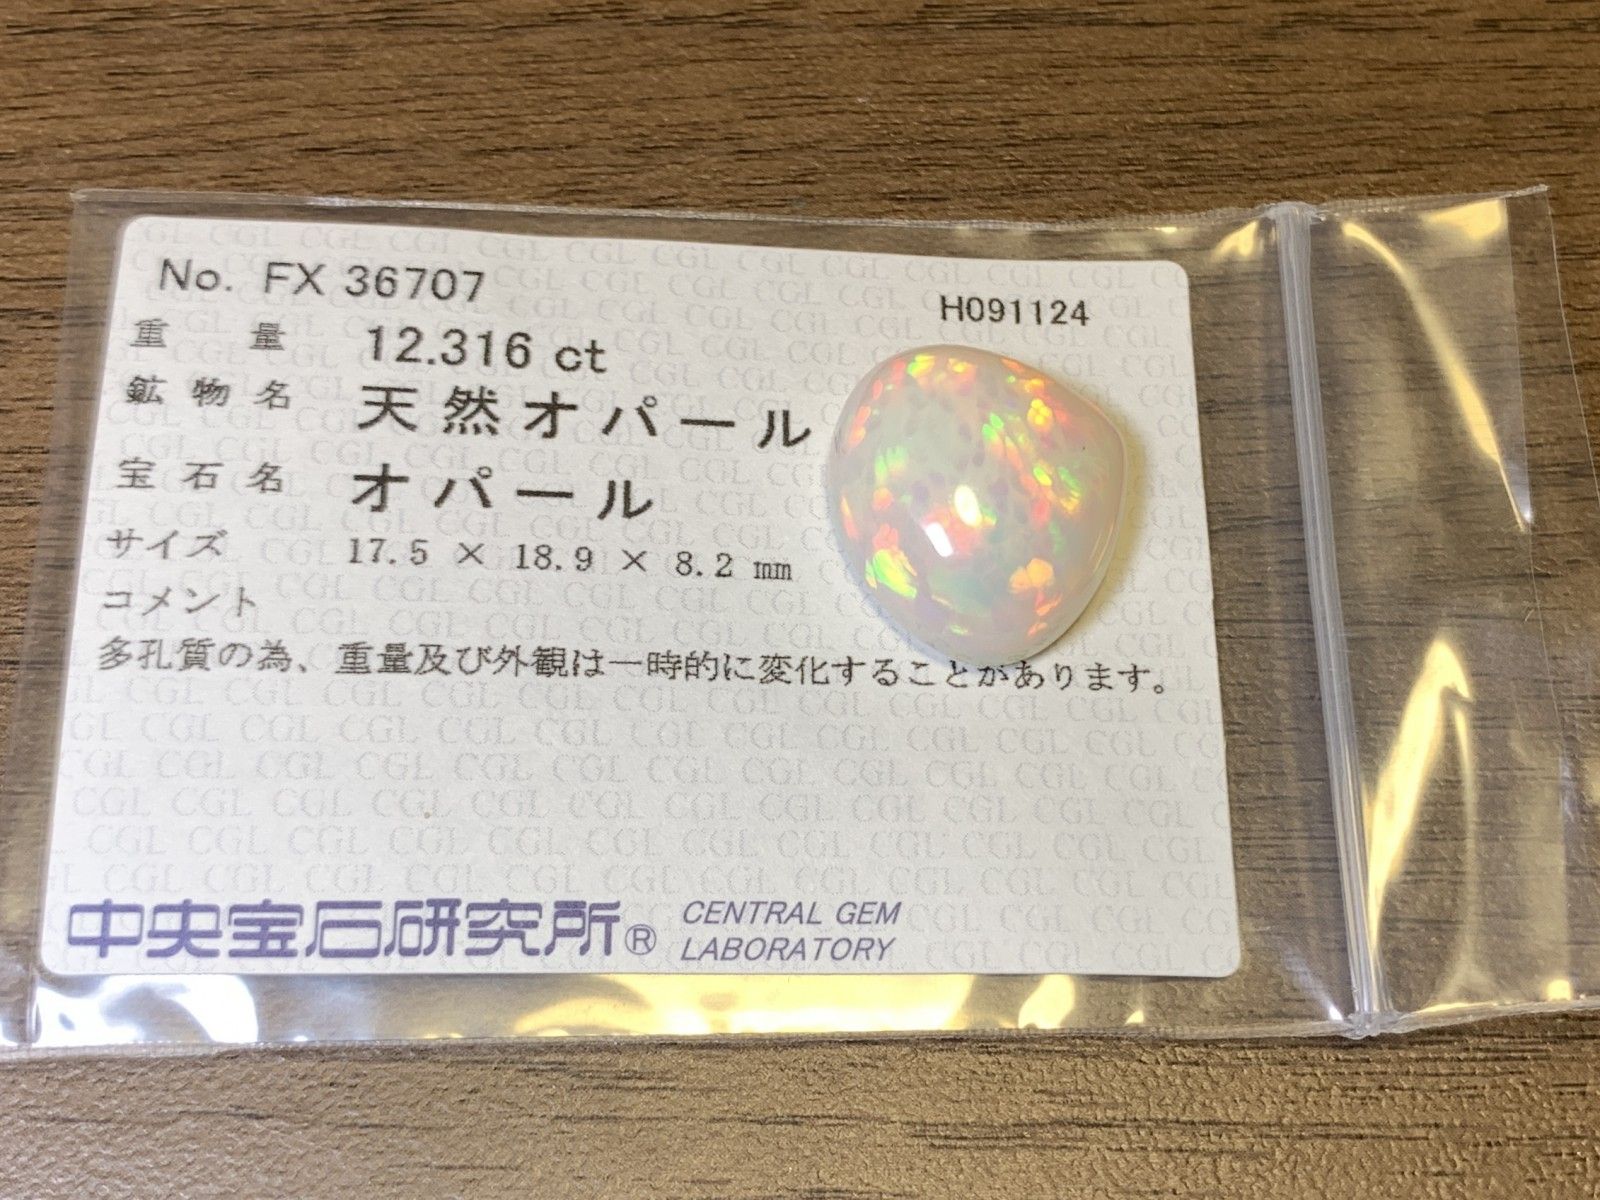 No. FX 36707
H091124
重量 12.316 ct
鉱物名 天然オパール
宝石名 オパール
サイズ 17.5 × 18.9 × 8.2 mm
コメント
多孔質の為、重量及び外観は一時的に変化することがあります。
中央宝石研究所® CENTRAL GEM
LABORATORY